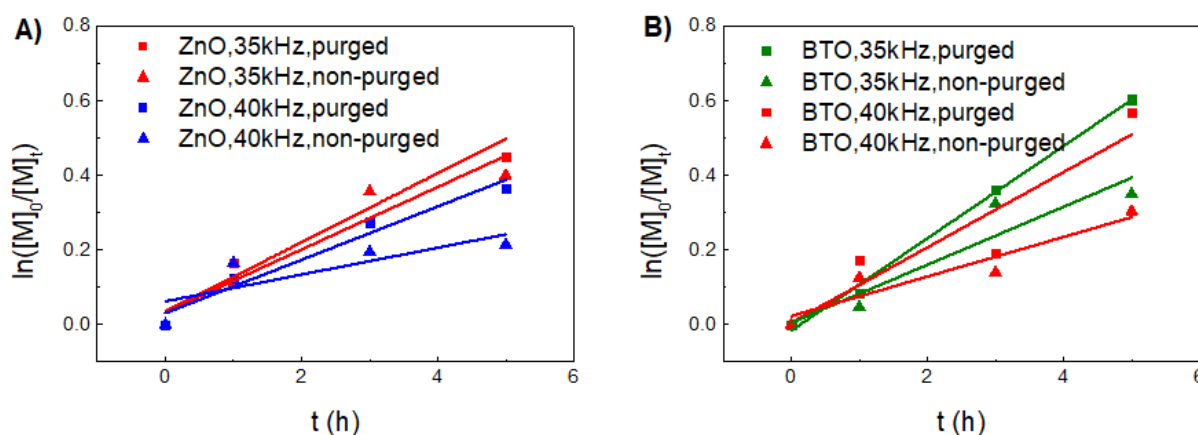 A)
ZnO,35kHz,purged
ZnO,35kHz,non-purged
ZnO,40kHz,purged
ZnO,40kHz,non-purged
ln([M]₀/[M]ₜ)
0.8
0.6
0.4
0.2
0.0
0 2 4 6
t (h)
B)
BTO,35kHz,purged
BTO,35kHz,non-purged
BTO,40kHz,purged
BTO,40kHz,non-purged
ln([M]₀/[M]ₜ)
0.8
0.6
0.4
0.2
0.0
0 2 4 6
t (h)